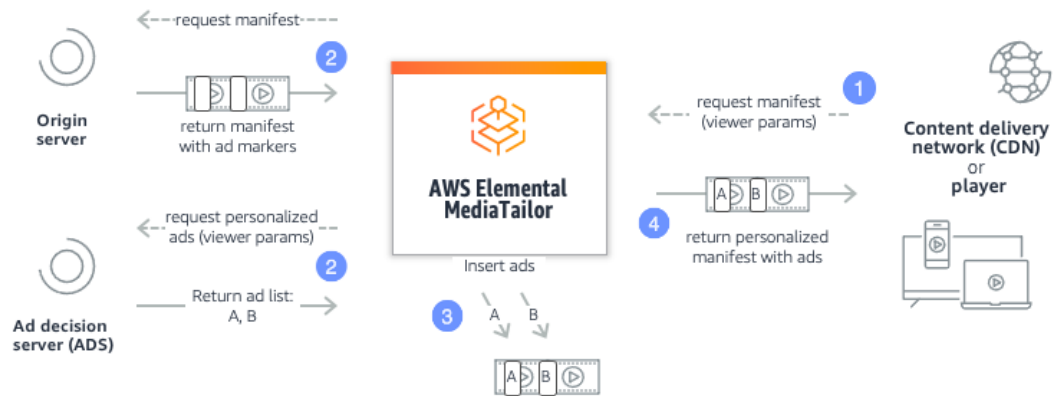 request manifest
2
Origin
server
return manifest
with ad markers
request personalized
ads (viewer params)
2
Return ad list:
A, B
Ad decision
server (ADS)
AWS Elemental
MediaTailor
Insert ads
3
A
B
A
B
1
request manifest
(viewer params)
Content delivery
network (CDN)
or
player
A
B
4
return personalized
manifest with ads